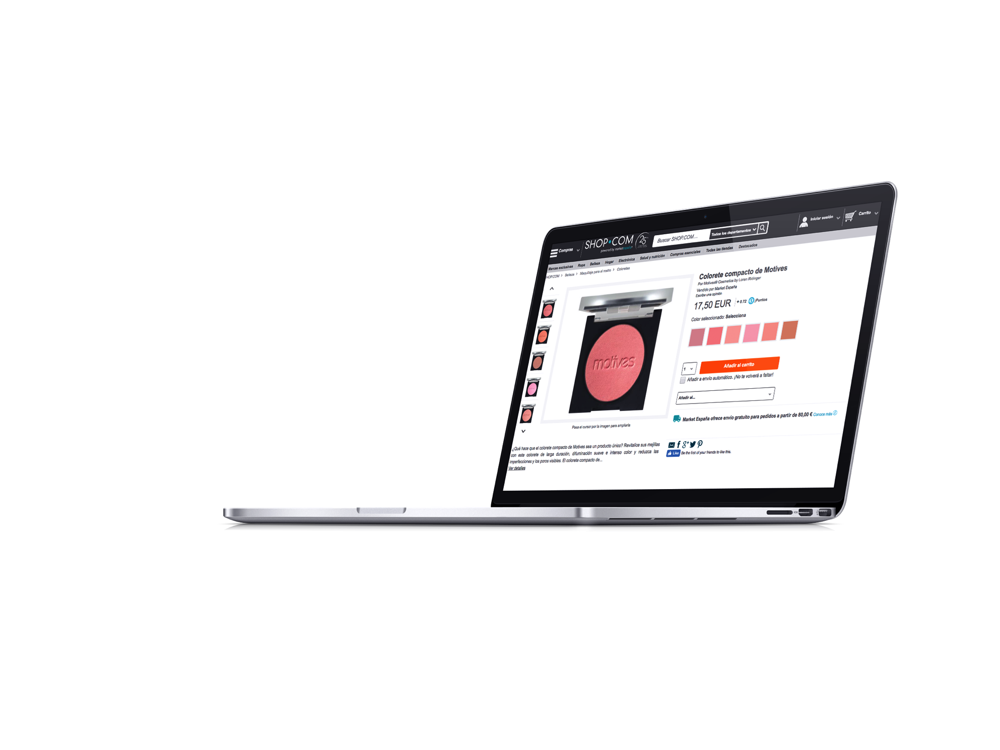 Compras
SHOP.COM
powered by marketespaña
25
Buscar SHOP.COM...
Todos los departamentos
Iniciar sesión
Carrito
Marcas exclusivas Ropa Belleza Hogar Electrónica Salud y nutrición Compras esenciales Todas las tiendas Destacados
HOP.COM > Belleza > Maquillaje para el rostro > Coloretes
motives
Pasa el cursor por la imagen para ampliarla
Colorete compacto de Motives
Por Motives® Cosmetics by Loren Ridinger
Vendido por Market España
Escribe una opinión
17,50 EUR + 0.72 ¡Puntos
Color seleccionado: Selecciona
1
Añadir al carrito
Añadir a envío automático. ¡No te volverá a faltar!
Añadir al...
Market España ofrece envío gratuito para pedidos a partir de 80,00 € Conoce más
Like Be the first of your friends to like this.
¿Qué hace que el colorete compacto de Motives sea un producto único? Revitalice sus mejillas
con este colorete de larga duración, difuminación suave e intenso color y reduzca las
imperfecciones y los poros visibles. El colorete compacto de...
Ver detalles